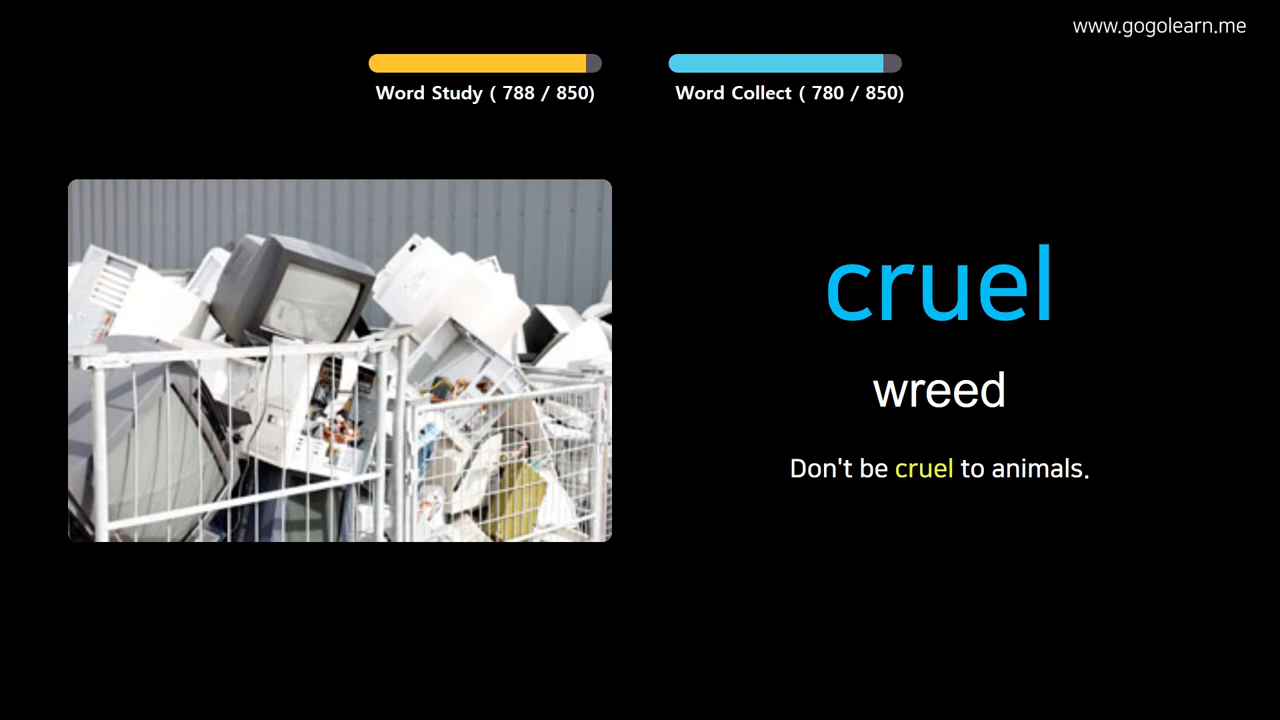 www.gogolearn.me
Word Study ( 788 / 850)
Word Collect ( 780 / 850)
cruel
wreed
Don't be cruel to animals.